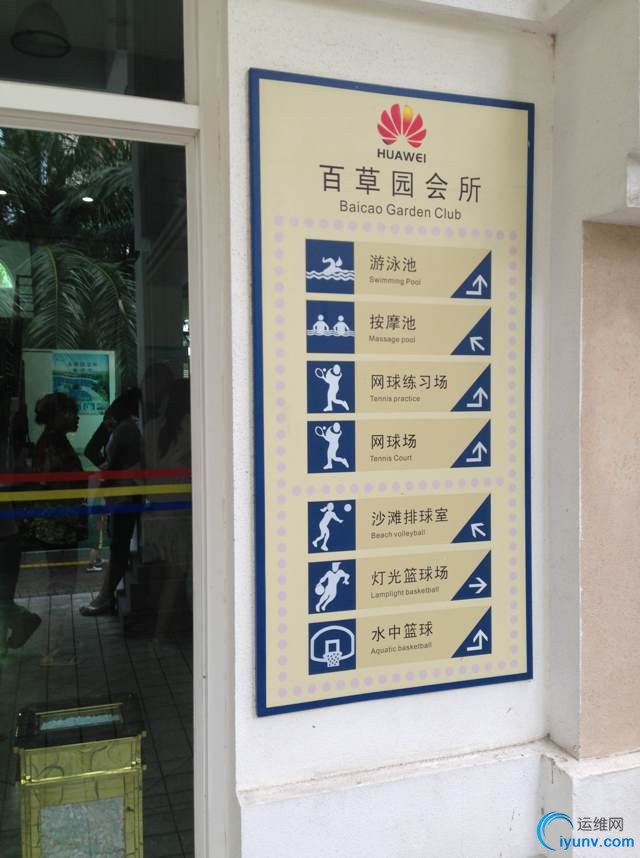 HUAWEI
百草园会所
Baicao Garden Club
游泳池
Swimming Pool
按摩池
Massage pool
网球练习场
Tennis practice
网球场
Tennis Court
沙滩排球室
Beach volleyball
灯光篮球场
Lamplight basketball
水中篮球
Aquatic basketball
运维网
iyunv.com